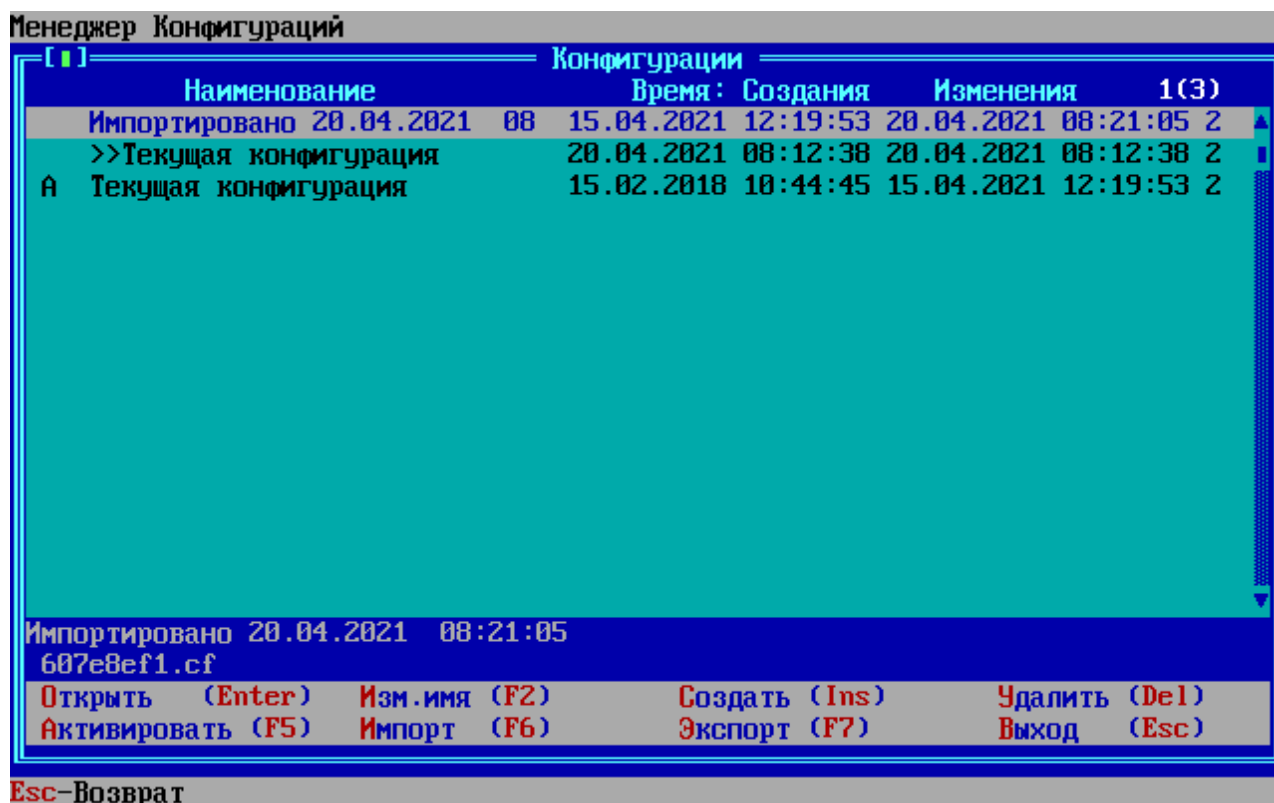 Менеджер Конфигураций
[▮] Конфигурации
Наименование Время: Создания Изменения 1(3)
Импортировано 20.04.2021 08 15.04.2021 12:19:53 20.04.2021 08:21:05 2
>>Текущая конфигурация 20.04.2021 08:12:38 20.04.2021 08:12:38 2
А Текущая конфигурация 15.02.2018 10:44:45 15.04.2021 12:19:53 2
Импортировано 20.04.2021 08:21:05
607e8ef1.cf
Открыть (Enter) Изм.имя (F2) Создать (Ins) Удалить (Del)
Активировать (F5) Импорт (F6) Экспорт (F7) Выход (Esc)
Esc-Возврат